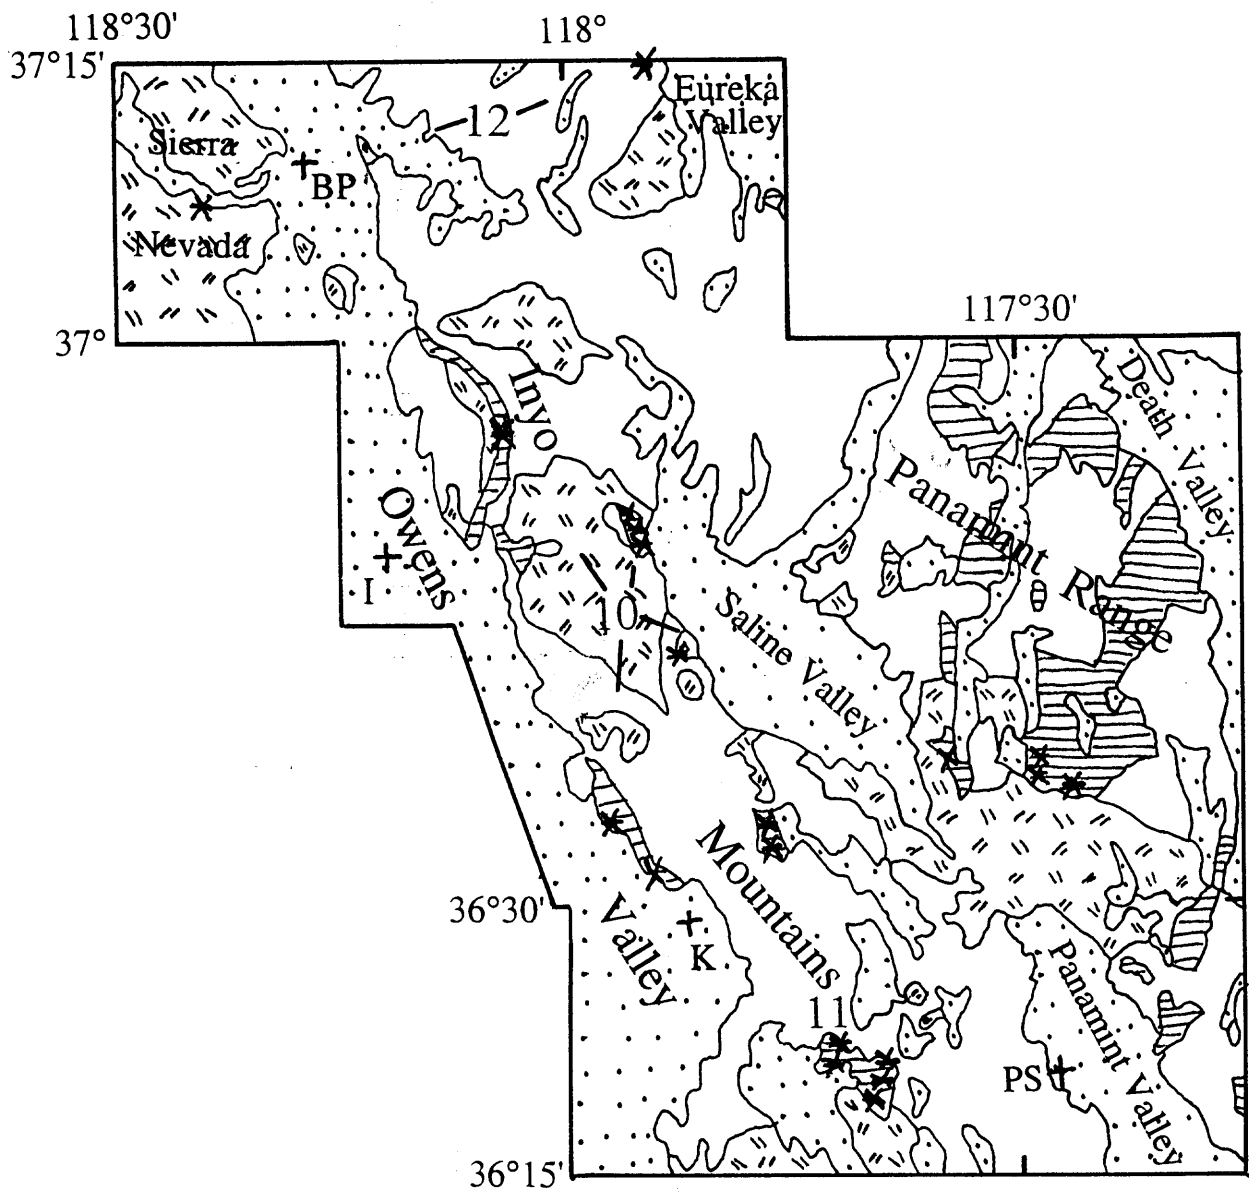 118°30'
118°
37°15'
Eureka
Valley
12
Sierra
BP
Nevada
117°30'
37°
Inyo
Death
Valley
Panamint
Range
Owens
I
10
Saline Valley
Mountains
36°30'
Valley
K
Panamint Valley
11
PS
36°15'